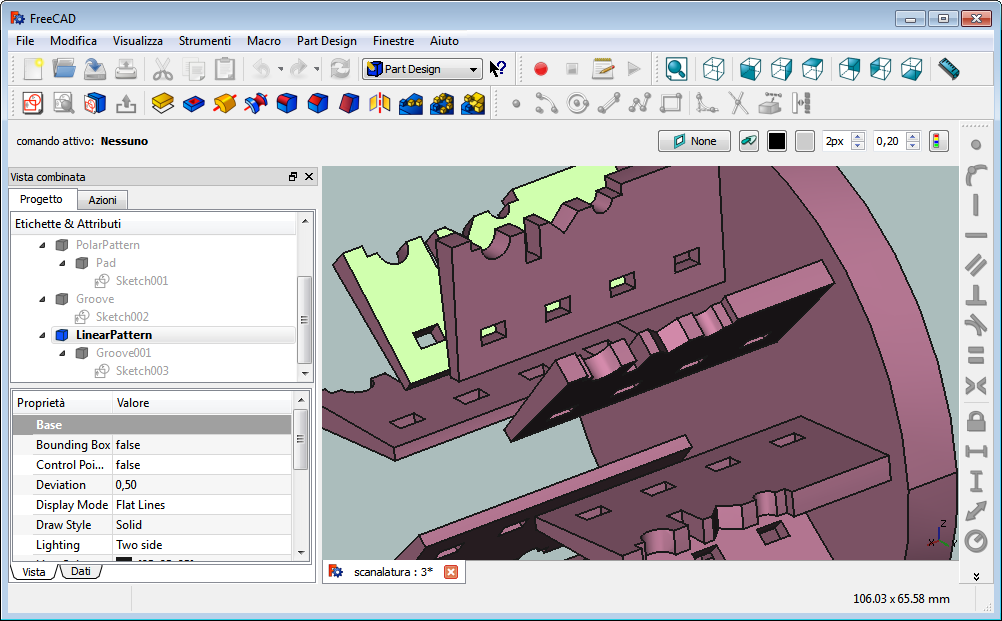 FreeCAD
File Modifica Visualizza Strumenti Macro Part Design Finestre Aiuto
Part Design
comando attivo: Nessuno None 2px 0,20
Vista combinata
Progetto Azioni
Etichette & Attributi
PolarPattern
Pad
Sketch001
Groove
Sketch002
LinearPattern
Groove001
Sketch003
Proprietà Valore
Base
Bounding Box false
Control Poi... false
Deviation 0,50
Display Mode Flat Lines
Draw Style Solid
Lighting Two side
Vista Dati
scanalatura : 3*
Z
106.03 x 65.58 mm